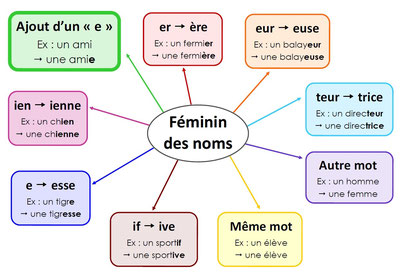 Ajout d'un « e »
Ex : un ami
→ une amie
er → ère
Ex : un fermier
→ une fermière
eur → euse
Ex : un balayeur
→ une balayeuse
ien → ienne
Ex : un chien
→ une chienne
Féminin
des noms
teur → trice
Ex : un directeur
→ une directrice
e → esse
Ex : un tigre
→ une tigresse
if → ive
Ex : un sportif
→ une sportive
Même mot
Ex : un élève
→ une élève
Autre mot
Ex : un homme
→ une femme